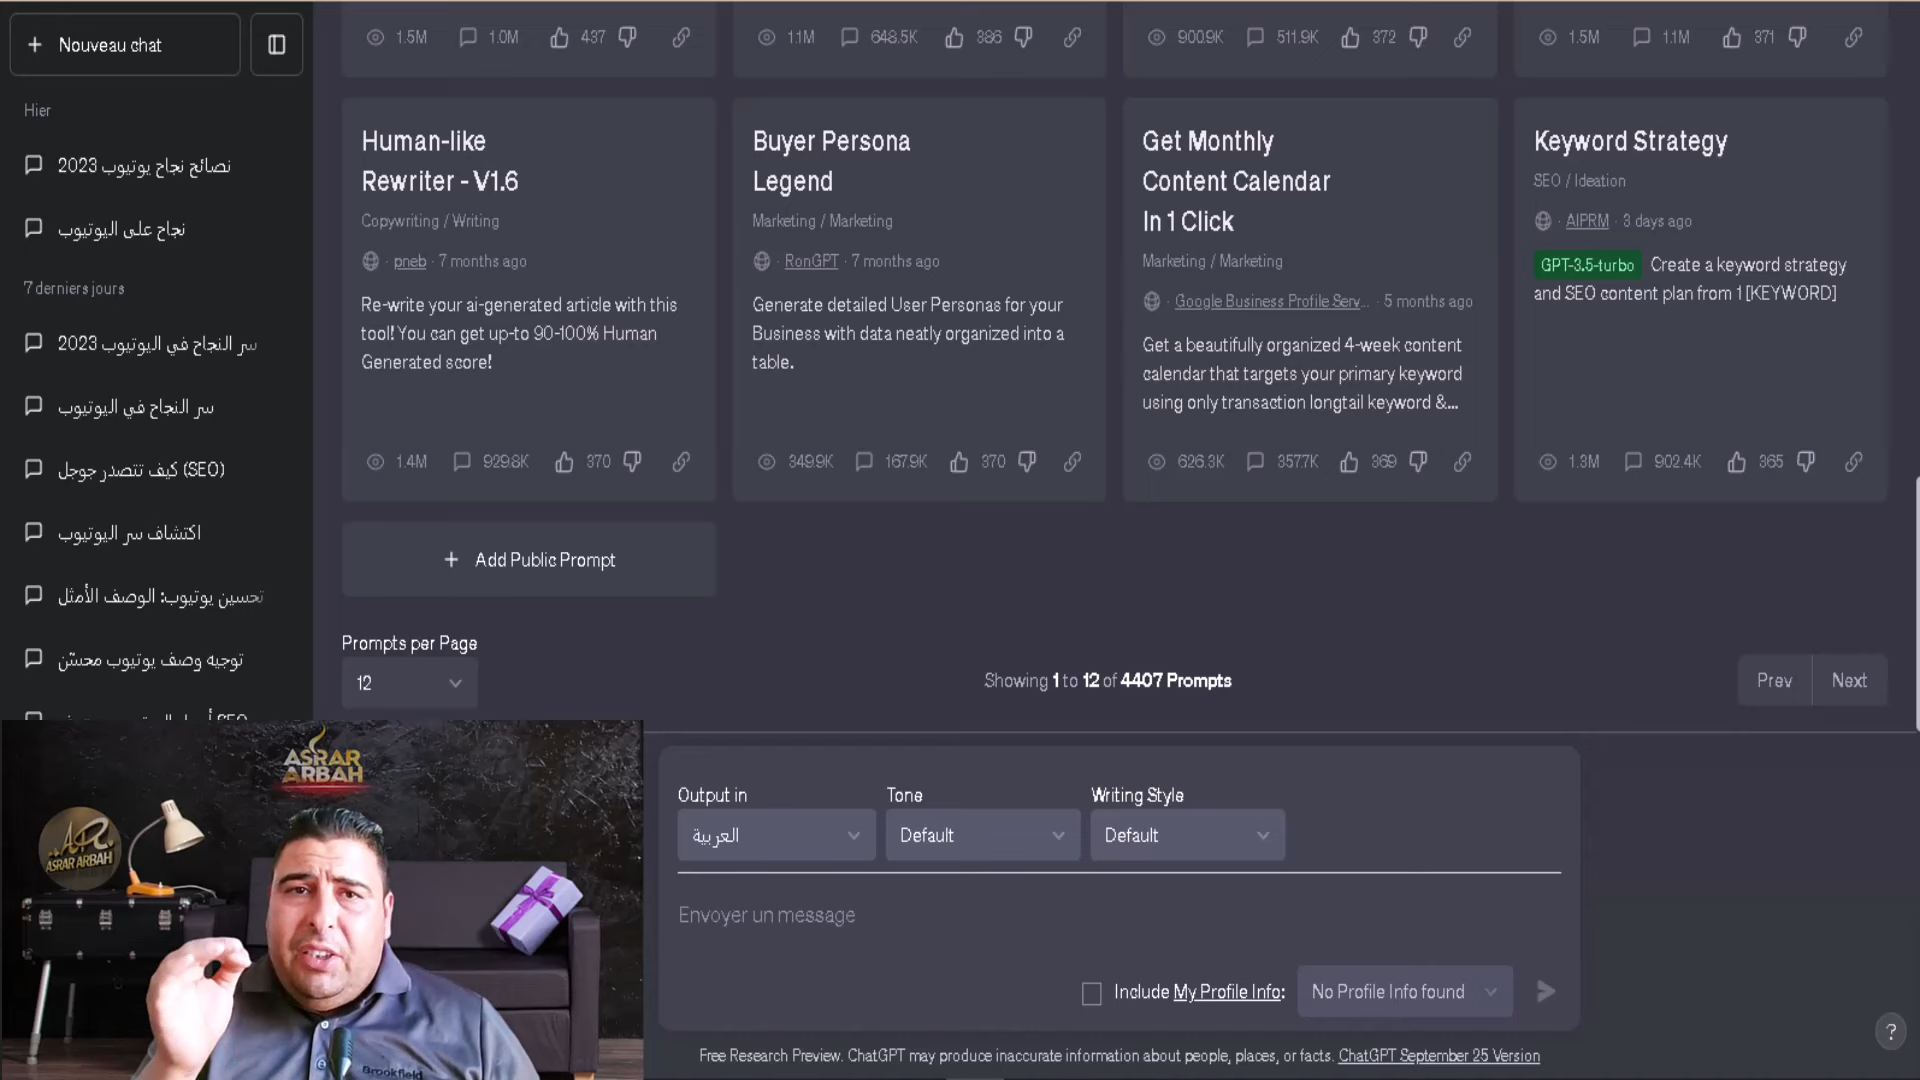 Nouveau chat
Hier
نصائح نجاح يوتيوب 2023
نجاح على اليوتيوب
7 derniers jours
سر النجاح في اليوتيوب 2023
سر النجاح في اليوتيوب
كيف تتصدر جوجل (SEO)
اكتشاف سر اليوتيوب
تحسين يوتيوب: الوصف الأمثل
توجيه وصف يوتيوب محسّن
1.5M 1.0M 437
1.1M 648.5K 386
900.9K 511.9K 372
1.5M 1.1M 371
Human-like
Rewriter - V1.6
Copywriting / Writing
· pneb · 7 months ago
Re-write your ai-generated article with this
tool! You can get up-to 90-100% Human
Generated score!
1.4M 929.8K 370
Buyer Persona
Legend
Marketing / Marketing
· RonGPT · 7 months ago
Generate detailed User Personas for your
Business with data neatly organized into a
table.
349.9K 167.9K 370
Get Monthly
Content Calendar
In 1 Click
Marketing / Marketing
· Google Business Profile Serv... · 5 months ago
Get a beautifully organized 4-week content
calendar that targets your primary keyword
using only transaction longtail keyword &...
626.3K 357.7K 369
Keyword Strategy
SEO / Ideation
· AIPRM · 3 days ago
GPT-3.5-turbo Create a keyword strategy
and SEO content plan from 1 [KEYWORD]
1.3M 902.4K 365
+ Add Public Prompt
Prompts per Page
12
Showing 1 to 12 of 4407 Prompts
Prev Next
Output in Tone Writing Style
العربية Default Default
Envoyer un message
Include My Profile Info: No Profile Info found
Free Research Preview. ChatGPT may produce inaccurate information about people, places, or facts. ChatGPT September 25 Version
?
ASRAR
ARBAH
AR
ASRAR ARBAH
Brookfield